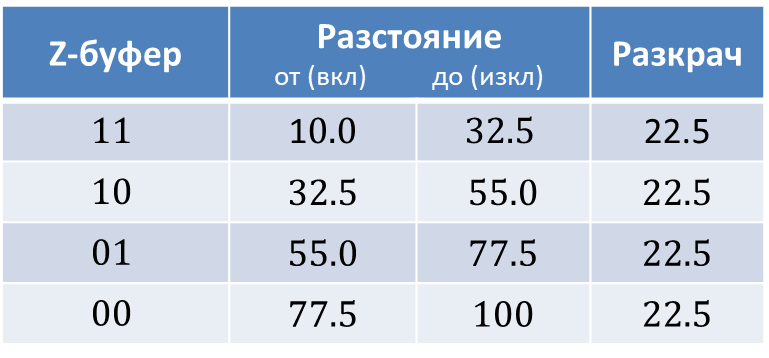 Z-буфер Разстояние Разкрач
от (вкл) до (изкл)
11 10.0 32.5 22.5
10 32.5 55.0 22.5
01 55.0 77.5 22.5
00 77.5 100 22.5